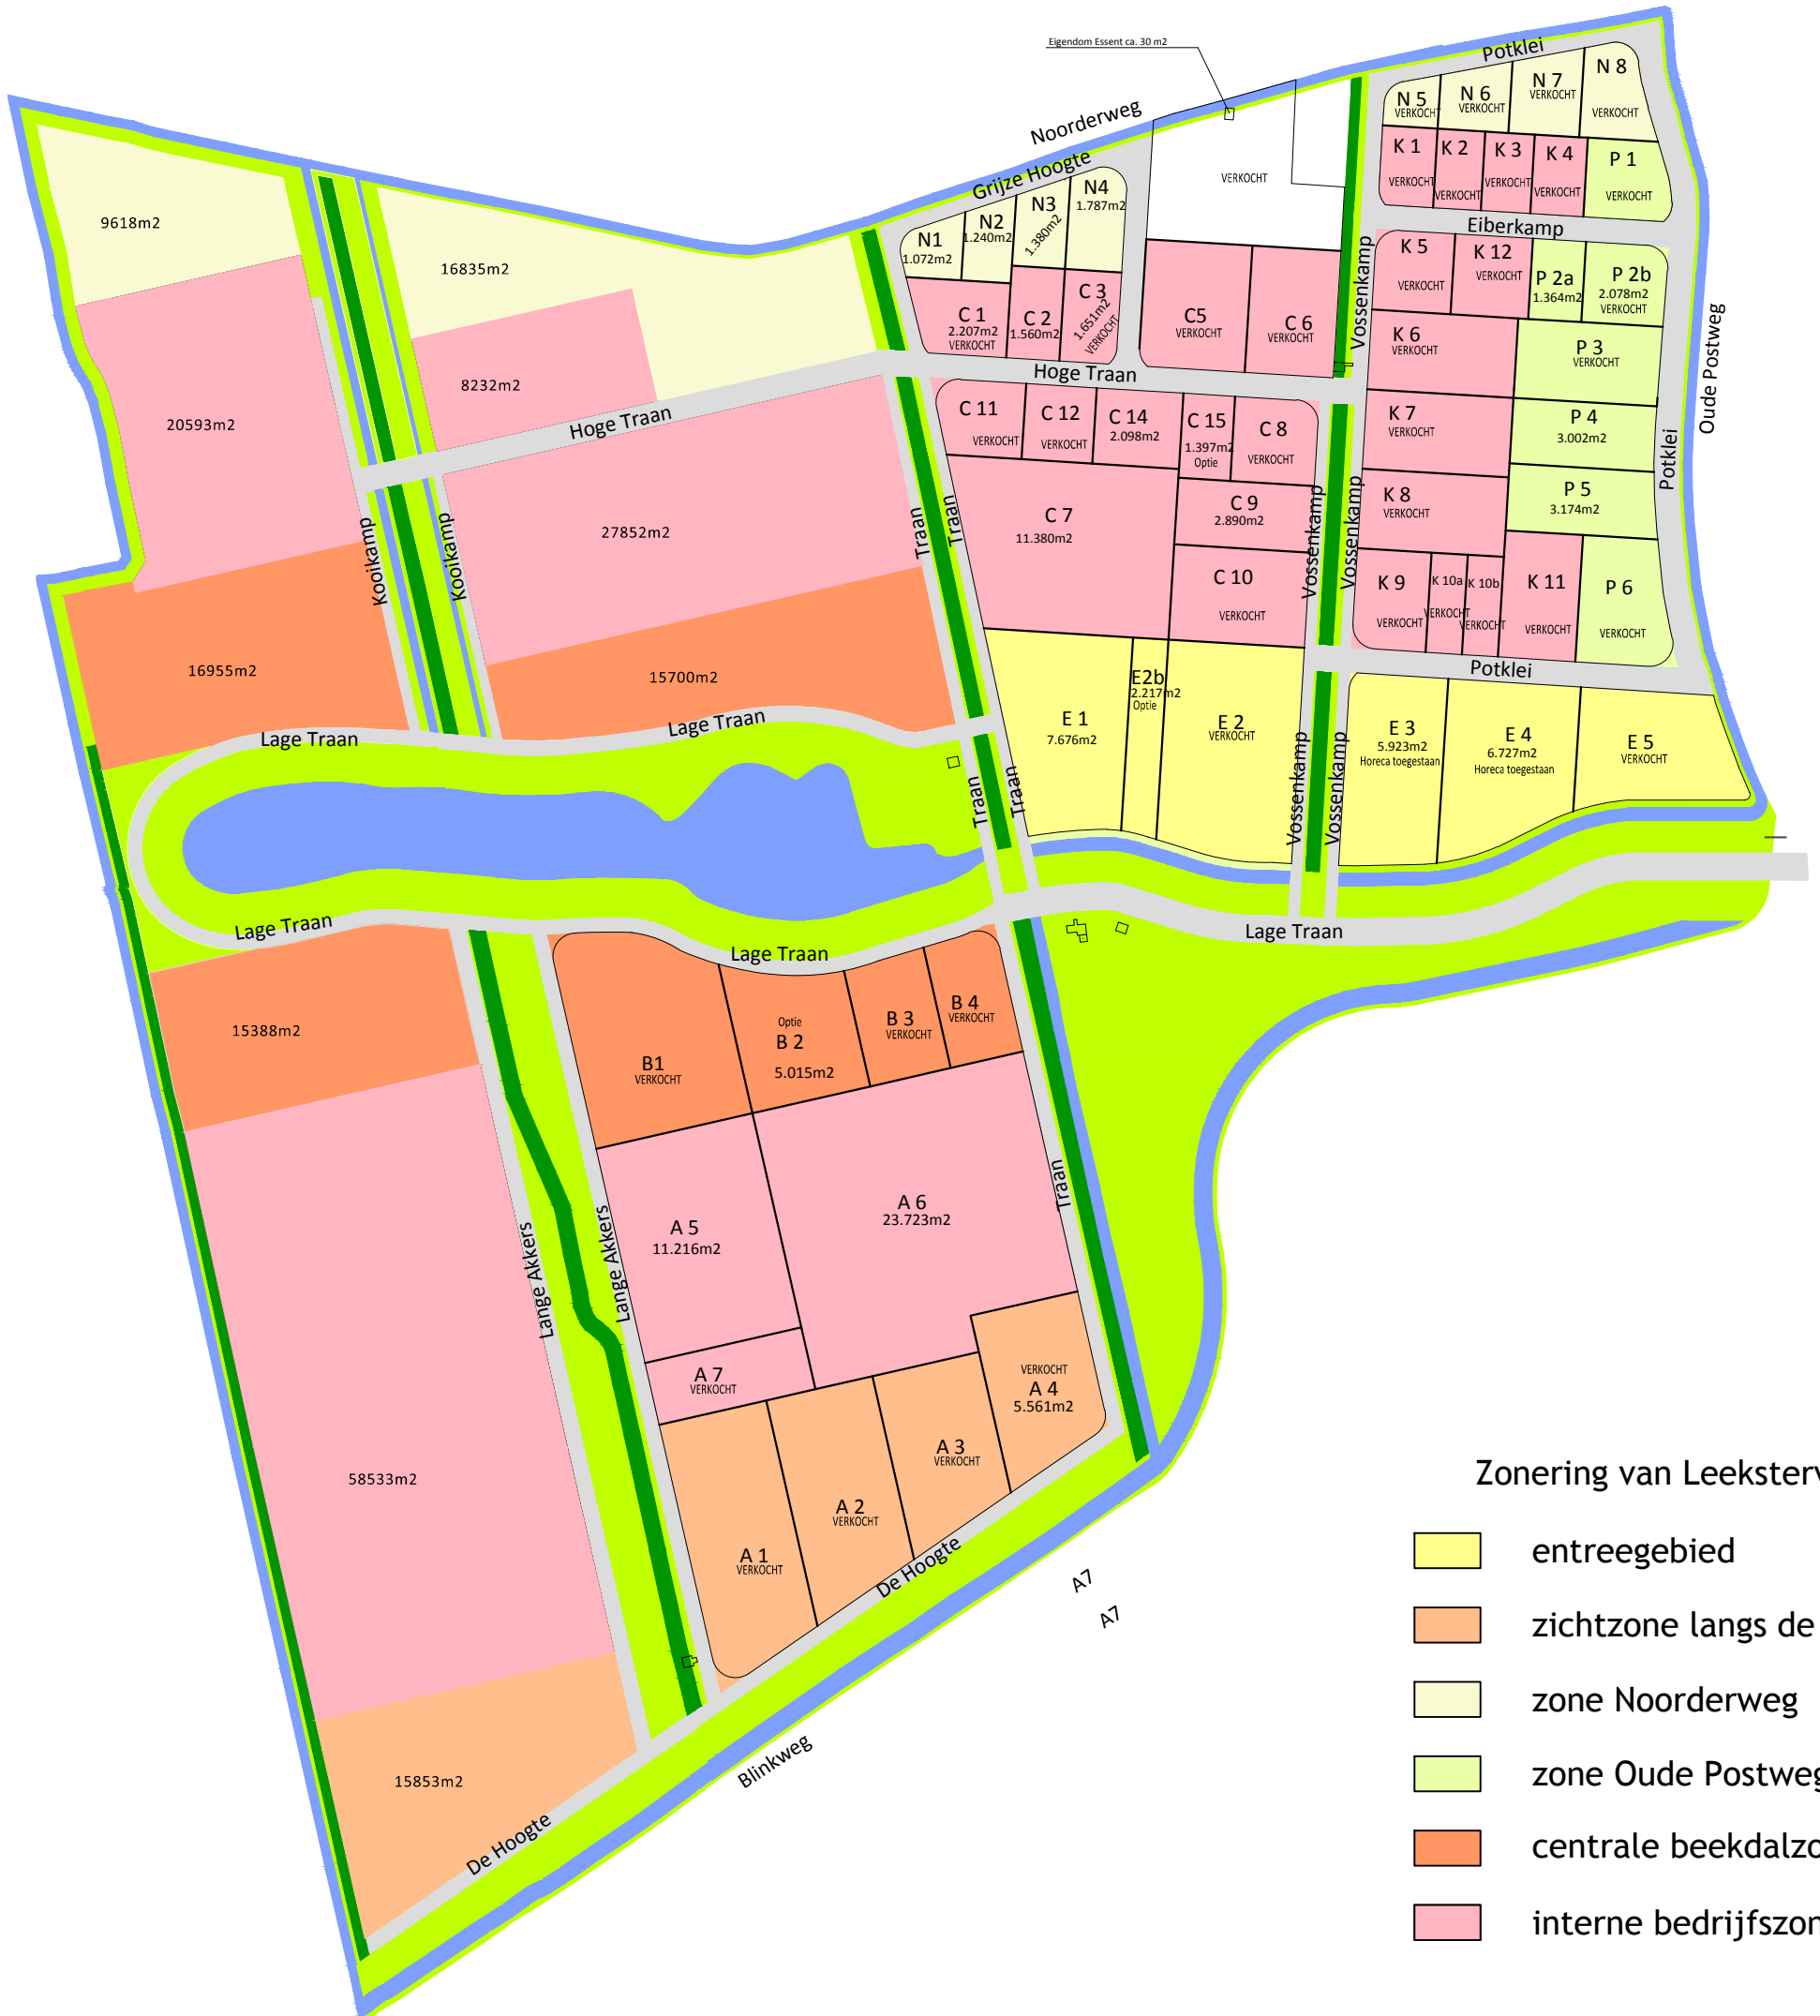 Eigendom Essent ca. 30 m2
Noorderweg
Grijze Hoogte
Potklei
N 5
VERKOCHT
N 6
VERKOCHT
N 7
VERKOCHT
N 8
VERKOCHT
K 1
VERKOCHT
K 2
VERKOCHT
K 3
VERKOCHT
K 4
VERKOCHT
P 1
VERKOCHT
VERKOCHT
Eiberkamp
9618m2
16835m2
N1
1.072m2
N2
1.240m2
N3
1.380m2
N4
1.787m2
C 1
2.207m2
VERKOCHT
C 2
1.560m2
C 3
1.651m2
VERKOCHT
C5
VERKOCHT
C 6
VERKOCHT
Vossenkamp
K 5
VERKOCHT
K 12
VERKOCHT
P 2a
1.364m2
P 2b
2.078m2
VERKOCHT
Oude Postweg
K 6
VERKOCHT
P 3
VERKOCHT
20593m2
8232m2
Hoge Traan
Hoge Traan
C 11
VERKOCHT
C 12
VERKOCHT
C 14
2.098m2
C 15
1.397m2
Optie
C 8
VERKOCHT
K 7
VERKOCHT
P 4
3.002m2
Potklei
Kooikamp
Kooikamp
27852m2
Traan
Traan
C 7
11.380m2
C 9
2.890m2
C 10
VERKOCHT
Vossenkamp
Vossenkamp
K 8
VERKOCHT
P 5
3.174m2
K 9
VERKOCHT
K 10a
VERKOCHT
K 10b
VERKOCHT
K 11
VERKOCHT
P 6
VERKOCHT
16955m2
15700m2
Lage Traan
Lage Traan
E 1
7.676m2
E2b
2.217m2
Optie
E 2
VERKOCHT
Potklei
E 3
5.923m2
Horeca toegestaan
E 4
6.727m2
Horeca toegestaan
E 5
VERKOCHT
Traan
Traan
Vossenkamp
Vossenkamp
Lage Traan
Lage Traan
Lage Traan
15388m2
B1
VERKOCHT
Optie
B 2
5.015m2
B 3
VERKOCHT
B 4
VERKOCHT
A 5
11.216m2
A 6
23.723m2
Traan
Lange Akkers
Lange Akkers
A 7
VERKOCHT
VERKOCHT
A 4
5.561m2
58533m2
A 3
VERKOCHT
A 2
VERKOCHT
A 1
VERKOCHT
De Hoogte
A7
A7
Blinkweg
15853m2
De Hoogte
Zonering van Leeksterv
entreegebied
zichtzone langs de
zone Noorderweg
zone Oude Postweg
centrale beekdalzo
interne bedrijfszon